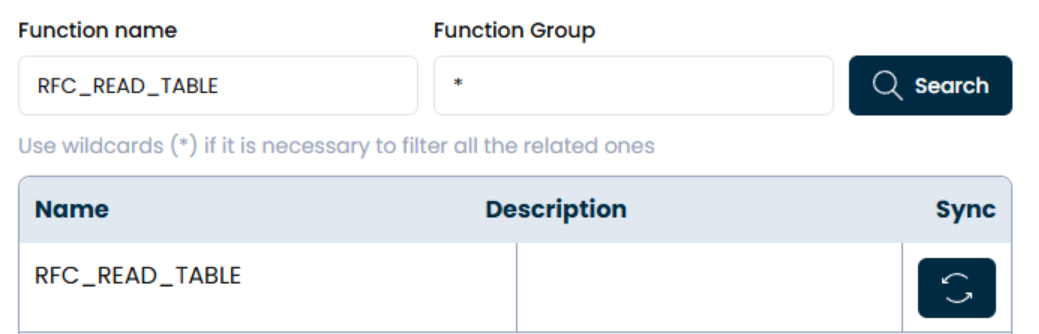 Function name Function Group
RFC_READ_TABLE * Search
Use wildcards (*) if it is necessary to filter all the related ones
Name Description Sync
RFC_READ_TABLE